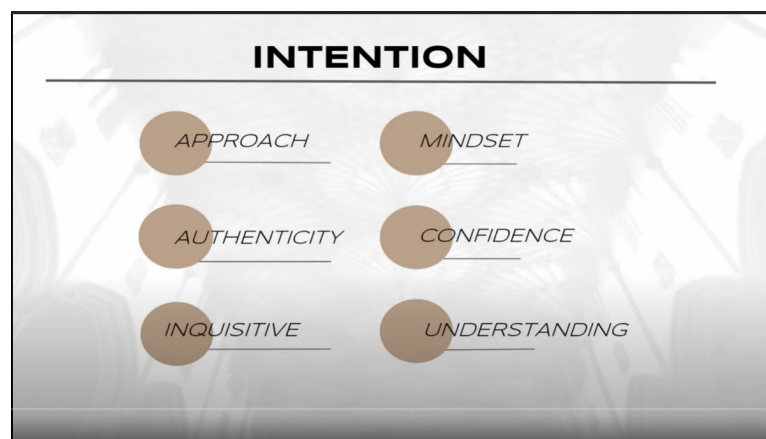 INTENTION
APPROACH
MINDSET
AUTHENTICITY
CONFIDENCE
INQUISITIVE
UNDERSTANDING